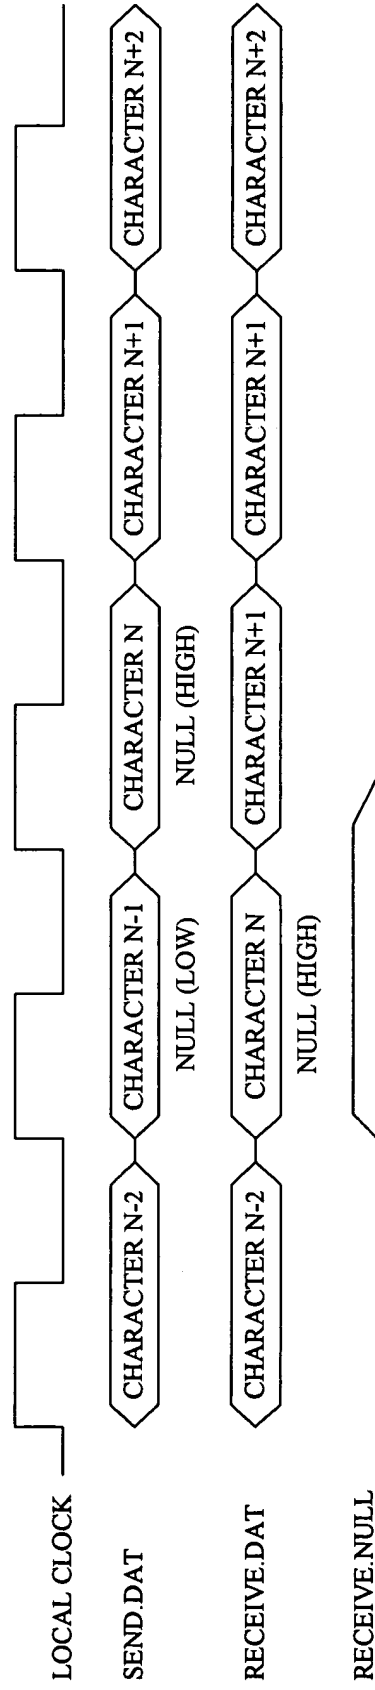 LOCAL CLOCK
SEND.DAT
CHARACTER N-2
CHARACTER N-1
CHARACTER N
CHARACTER N+1
CHARACTER N+2
NULL (LOW)
NULL (HIGH)
RECEIVE.DAT
CHARACTER N-2
CHARACTER N
CHARACTER N+1
CHARACTER N+1
CHARACTER N+2
NULL (HIGH)
RECEIVE.NULL